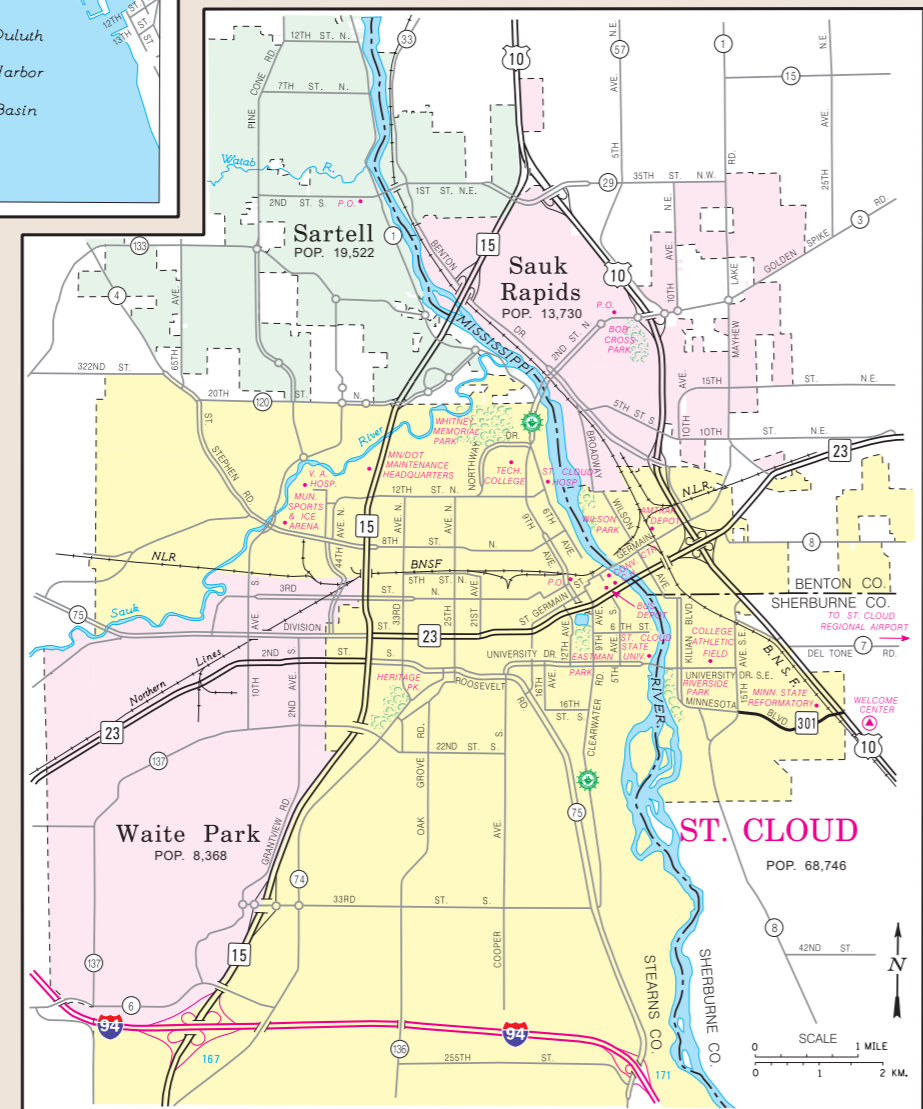 12TH ST.
13TH ST.
Duluth
Harbor
Basin
12TH ST. N.
33
10
N.E.
57
1
N.E.
15
PINE CONE RD
7TH ST. N.
5TH AVE.
RD.
25TH AVE.
Watab R.
1ST ST. N.E.
29
35TH ST. N.W.
2ND ST. S.
P.O.
N.E.
3
RD.
GOLDEN SPIKE
Sartell
POP. 19,522
1
BENTON DR.
15
133
4
65TH AVE.
Sauk
Rapids
POP. 13,730
10
10TH AVE.
LAKE
MAYHEW
P.O.
BOB
CROSS
PARK
2ND ST. N.
MISSISSIPPI
322ND ST.
120
20TH ST. N.
15TH ST. N.E.
AVE.
10TH
10TH ST. N.E.
5TH ST. S.
BROADWAY
23
ST.
STEPHEN RD
River
WHITNEY
MEMORIAL
PARK
NORTHWAY DR.
MN/DOT
MAINTENANCE
HEADQUARTERS
V. A.
HOSP.
MUN.
SPORTS
& ICE
ARENA
TECH.
COLLEGE
ST. CLOUD
HOSP.
12TH ST. N.
N.L.R.
15
44TH AVE. N.
AVE. N.
AVE. N.
8TH ST. N.
9TH AVE.
6TH AVE.
WILSON
PARK
WILSON AVE.
AMTRAK
DEPOT
GERMAIN
8
NLR
BNSF
5TH ST. N.
3RD ST. N.
33RD
25TH
21ST AVE.
P.O.
CONV. CTR.
BENTON CO.
SHERBURNE CO.
TO ST. CLOUD
REGIONAL AIRPORT
7
DEL TONE RD.
75
Sauk
AVE. S.
DIVISION ST.
23
ST GERMAIN
ST.
BUS
DEPOT
6TH ST. S.
ST. CLOUD
STATE
UNIV.
KILIAN BLVD
COLLEGE
ATHLETIC
FIELD
15TH AVE. S.E.
B.N.S.F.
2ND ST. S.
UNIVERSITY DR.
12TH AVE.
9TH AVE.
5TH AVE.
EASTMAN
PARK
UNIVERSITY DR. S.E.
RIVERSIDE
PARK
MINNESOTA BLVD
MINN. STATE
REFORMATORY
WELCOME
CENTER
Northern Lines
10TH
2ND AVE. S.
HERITAGE
PK.
ROOSEVELT RD.
16TH AVE.
16TH ST. S.
RIVER
301
10
23
137
22ND ST. S.
CLEARWATER RD.
OAK GROVE RD.
COOPER AVE. S.
75
Waite Park
POP. 8,368
GRANTVIEW RD.
74
ST. CLOUD
POP. 68,746
33RD ST. S.
8
42ND ST.
137
15
6
94
94
STEARNS CO.
SHERBURNE CO.
N
167
136
255TH ST.
171
SCALE
0 1 MILE
0 1 2 KM.